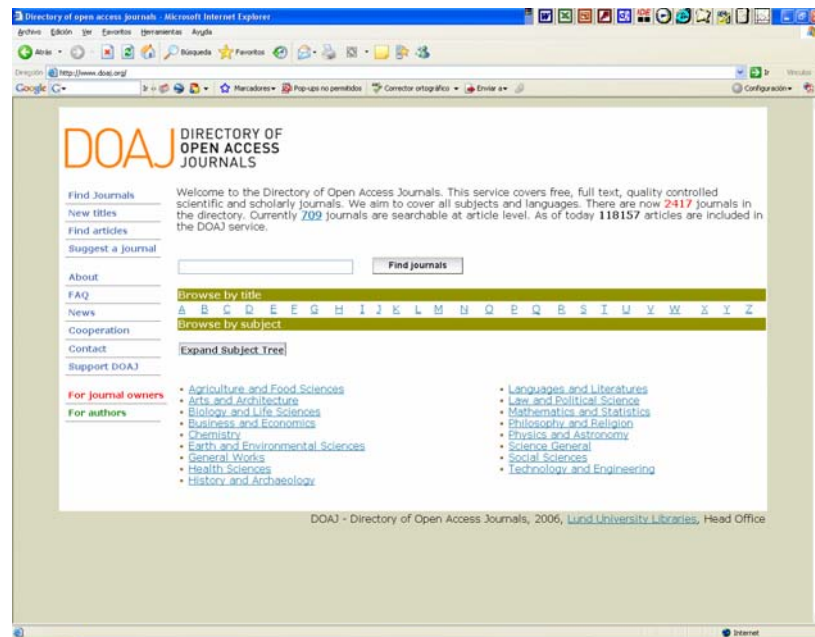 Directory of open access journals - Microsoft Internet Explorer
Archivo Edición Ver Favoritos Herramientas Ayuda
Atrás Búsqueda Favoritos
Dirección http://www.doaj.org/ Ir Vínculos
Google Ir Marcadores Pop-ups no permitidos Corrector ortográfico Enviar a Configuración
DOAJ
DIRECTORY OF
OPEN ACCESS
JOURNALS
Find Journals
New titles
Find articles
Suggest a journal
About
FAQ
News
Cooperation
Contact
Support DOAJ
For journal owners
For authors
Welcome to the Directory of Open Access Journals. This service covers free, full text, quality controlled
scientific and scholarly journals. We aim to cover all subjects and languages. There are now 2417 journals in
the directory. Currently 709 journals are searchable at article level. As of today 118157 articles are included in
the DOAJ service.
Find journals
Browse by title
A B C D E F G H I J K L M N O P Q R S T U V W X Y Z
Browse by subject
Expand Subject Tree
• Agriculture and Food Sciences
• Arts and Architecture
• Biology and Life Sciences
• Business and Economics
• Chemistry
• Earth and Environmental Sciences
• General Works
• Health Sciences
• History and Archaeology
• Languages and Literatures
• Law and Political Science
• Mathematics and Statistics
• Philosophy and Religion
• Physics and Astronomy
• Science General
• Social Sciences
• Technology and Engineering
DOAJ - Directory of Open Access Journals, 2006, Lund University Libraries, Head Office
Internet